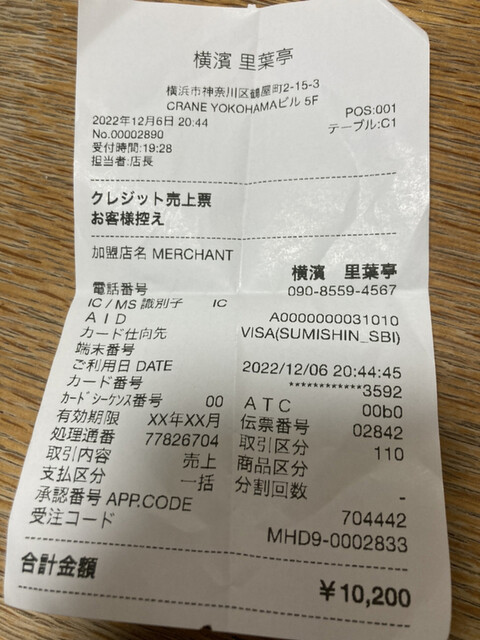 横濱 里葉亭
横浜市神奈川区鶴屋町2-15-3
CRANE YOKOHAMAビル 5F
2022年12月6日 20:44 POS:001
No.00002890 テーブル:C1
受付時間:19:28
担当者:店長
クレジット売上票
お客様控え
加盟店名 MERCHANT
横濱 里葉亭
電話番号 090-8559-4567
IC / MS 識別子 IC
A I D A0000000031010
カード仕向先 VISA(SUMISHIN_SBI)
端末番号
ご利用日 DATE 2022/12/06 20:44:45
カード番号 ************3592
カードシーケンス番号 00 A T C 00b0
有効期限 XX年XX月 伝票番号 02842
処理通番 77826704 取引区分 110
取引内容 売上 商品区分
支払区分 一括 分割回数 -
承認番号 APP.CODE 704442
受注コード MHD9-0002833
合計金額 ¥10,200